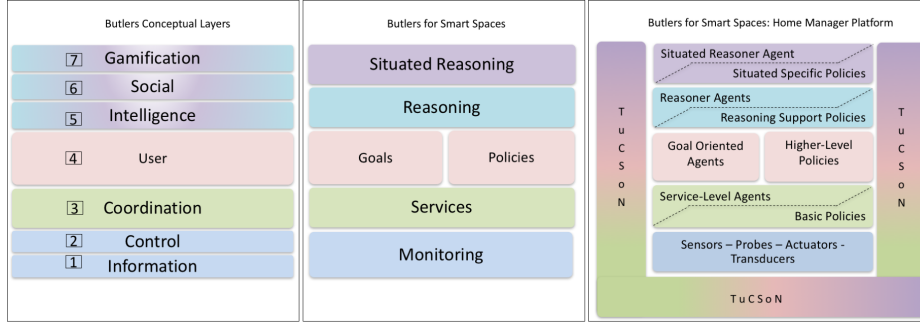 Butlers Conceptual Layers
7 Gamification
6 Social
5 Intelligence
4 User
3 Coordination
2 Control
1 Information
Butlers for Smart Spaces
Situated Reasoning
Reasoning
Goals
Policies
Services
Monitoring
Butlers for Smart Spaces: Home Manager Platform
T
u
C
S
o
N
Situated Reasoner Agent
Situated Specific Policies
Reasoner Agents
Reasoning Support Policies
Goal Oriented
Agents
Higher-Level
Policies
Service-Level Agents
Basic Policies
Sensors – Probes – Actuators -
Transducers
T
u
C
S
o
N
T u C S o N